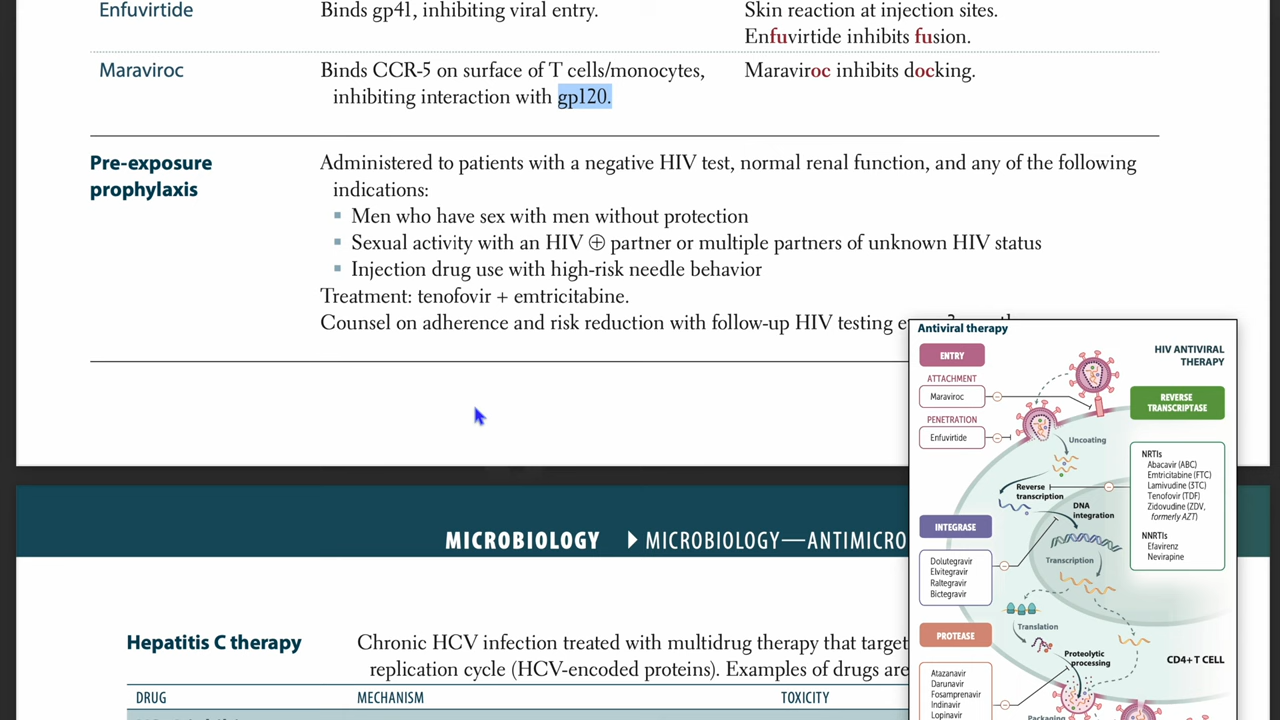 Enfuvirtide
Binds gp41, inhibiting viral entry.
Skin reaction at injection sites.
Enfuvirtide inhibits fusion.
Maraviroc
Binds CCR-5 on surface of T cells/monocytes,
inhibiting interaction with gp120.
Maraviroc inhibits docking.
Pre-exposure
prophylaxis
Administered to patients with a negative HIV test, normal renal function, and any of the following
indications:
Men who have sex with men without protection
Sexual activity with an HIV ⊕ partner or multiple partners of unknown HIV status
Injection drug use with high-risk needle behavior
Treatment: tenofovir + emtricitabine.
Counsel on adherence and risk reduction with follow-up HIV testing
MICROBIOLOGY ▶ MICROBIOLOGY—ANTIMICRO
Hepatitis C therapy
Chronic HCV infection treated with multidrug therapy that target
replication cycle (HCV-encoded proteins). Examples of drugs are
DRUG
MECHANISM
TOXICITY
Antiviral therapy
HIV ANTIVIRAL
THERAPY
ENTRY
ATTACHMENT
Maraviroc
PENETRATION
Enfuvirtide
REVERSE
TRANSCRIPTASE
Uncoating
Reverse
transcription
DNA
integration
NRTIs
Abacavir (ABC)
Emtricitabine (FTC)
Lamivudine (3TC)
Tenofovir (TDF)
Zidovudine (ZDV,
formerly AZT)
NNRTIs
Efavirenz
Nevirapine
INTEGRASE
Dolutegravir
Elvitegravir
Raltegravir
Bictegravir
Transcription
Translation
PROTEASE
Proteolytic
processing
CD4+ T CELL
Atazanavir
Darunavir
Fosamprenavir
Indinavir
Lopinavir
Packaging